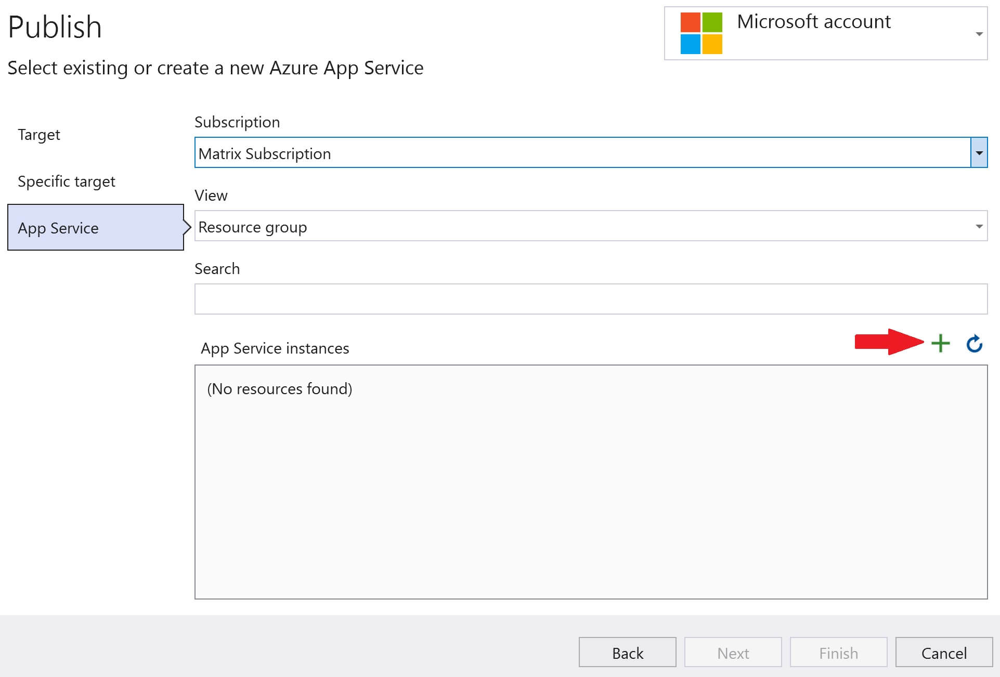 Publish
Microsoft account
Select existing or create a new Azure App Service
Target
Specific target
App Service
Subscription
Matrix Subscription
View
Resource group
Search
App Service instances
(No resources found)
Back
Next
Finish
Cancel